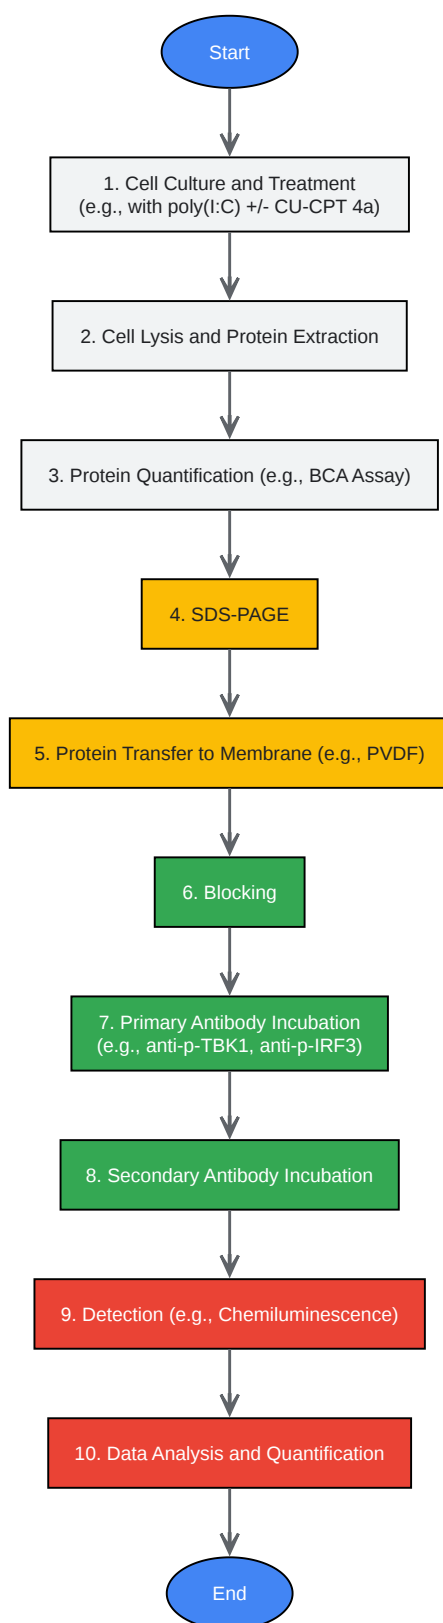 Start
1. Cell Culture and Treatment
(e.g., with poly(I:C) +/- CU-CPT 4a)
2. Cell Lysis and Protein Extraction
3. Protein Quantification (e.g., BCA Assay)
4. SDS-PAGE
5. Protein Transfer to Membrane (e.g., PVDF)
6. Blocking
7. Primary Antibody Incubation
(e.g., anti-p-TBK1, anti-p-IRF3)
8. Secondary Antibody Incubation
9. Detection (e.g., Chemiluminescence)
10. Data Analysis and Quantification
End